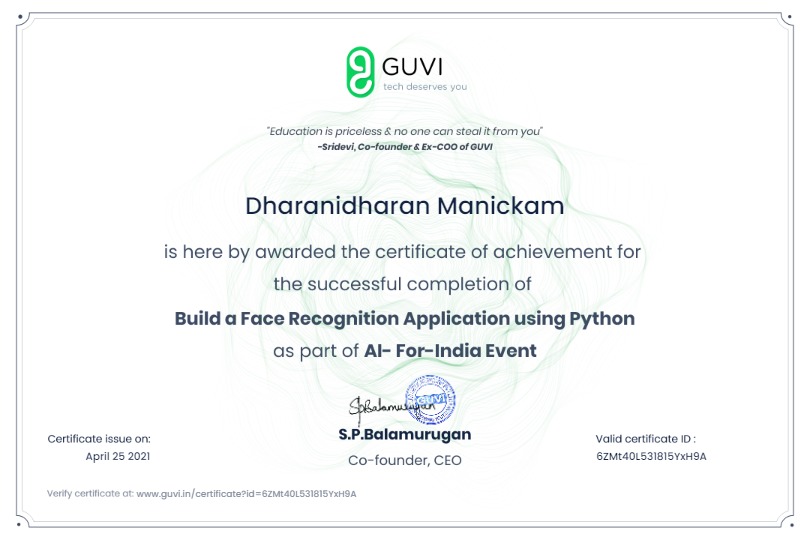 GUVI
tech deserves you
"Education is priceless & no one can steal it from you"
-Sridevi, Co-founder & Ex-COO of GUVI
Dharanidharan Manickam
is here by awarded the certificate of achievement for
the successful completion of
Build a Face Recognition Application using Python
as part of AI- For-India Event
SpBalamurugan
GUVI
S.P.Balamurugan
Co-founder, CEO
Certificate issue on:
April 25 2021
Valid certificate ID :
6ZMt40L531815YxH9A
Verify certificate at: www.guvi.in/certificate?id=6ZMt40L531815YxH9A